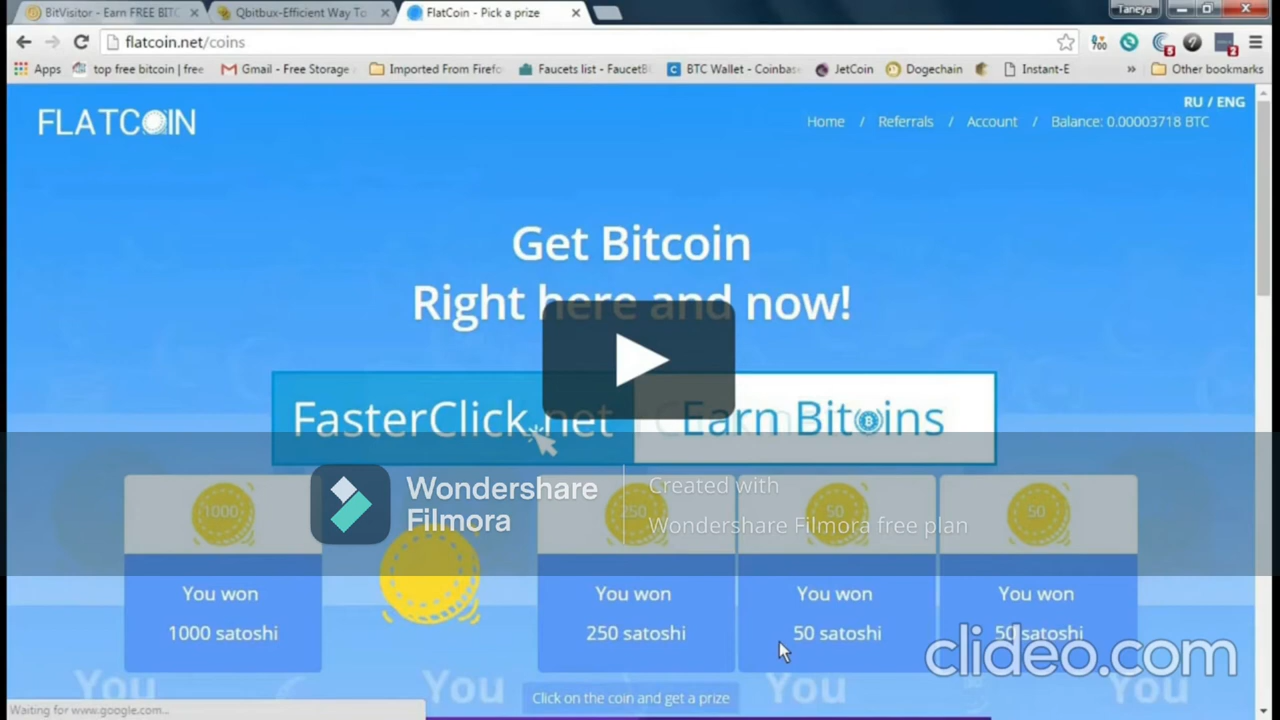 BitVisitor - Earn FREE BITC
Qbitbux-Efficient Way To
FlatCoin - Pick a prize
Taneya
flatcoin.net/coins
Apps
top free bitcoin | free
Gmail - Free Storage
Imported From Firefo
Faucets list - FaucetB
BTC Wallet - Coinbas
JetCoin
Dogechain
Instant-E
»
Other bookmarks
FLATCOIN
RU / ENG
Home / Referrals / Account / Balance: 0.00003718 BTC
Get Bitcoin
Right here and now!
FasterClick.net
Earn Bitcoins
1000
250
50
50
Wondershare
Filmora
Created with
Wondershare Filmora free plan
You won
1000 satoshi
You won
250 satoshi
You won
50 satoshi
You won
50 satoshi
clideo.com
You
You
You
You
Click on the coin and get a prize
Waiting for www.google.com...